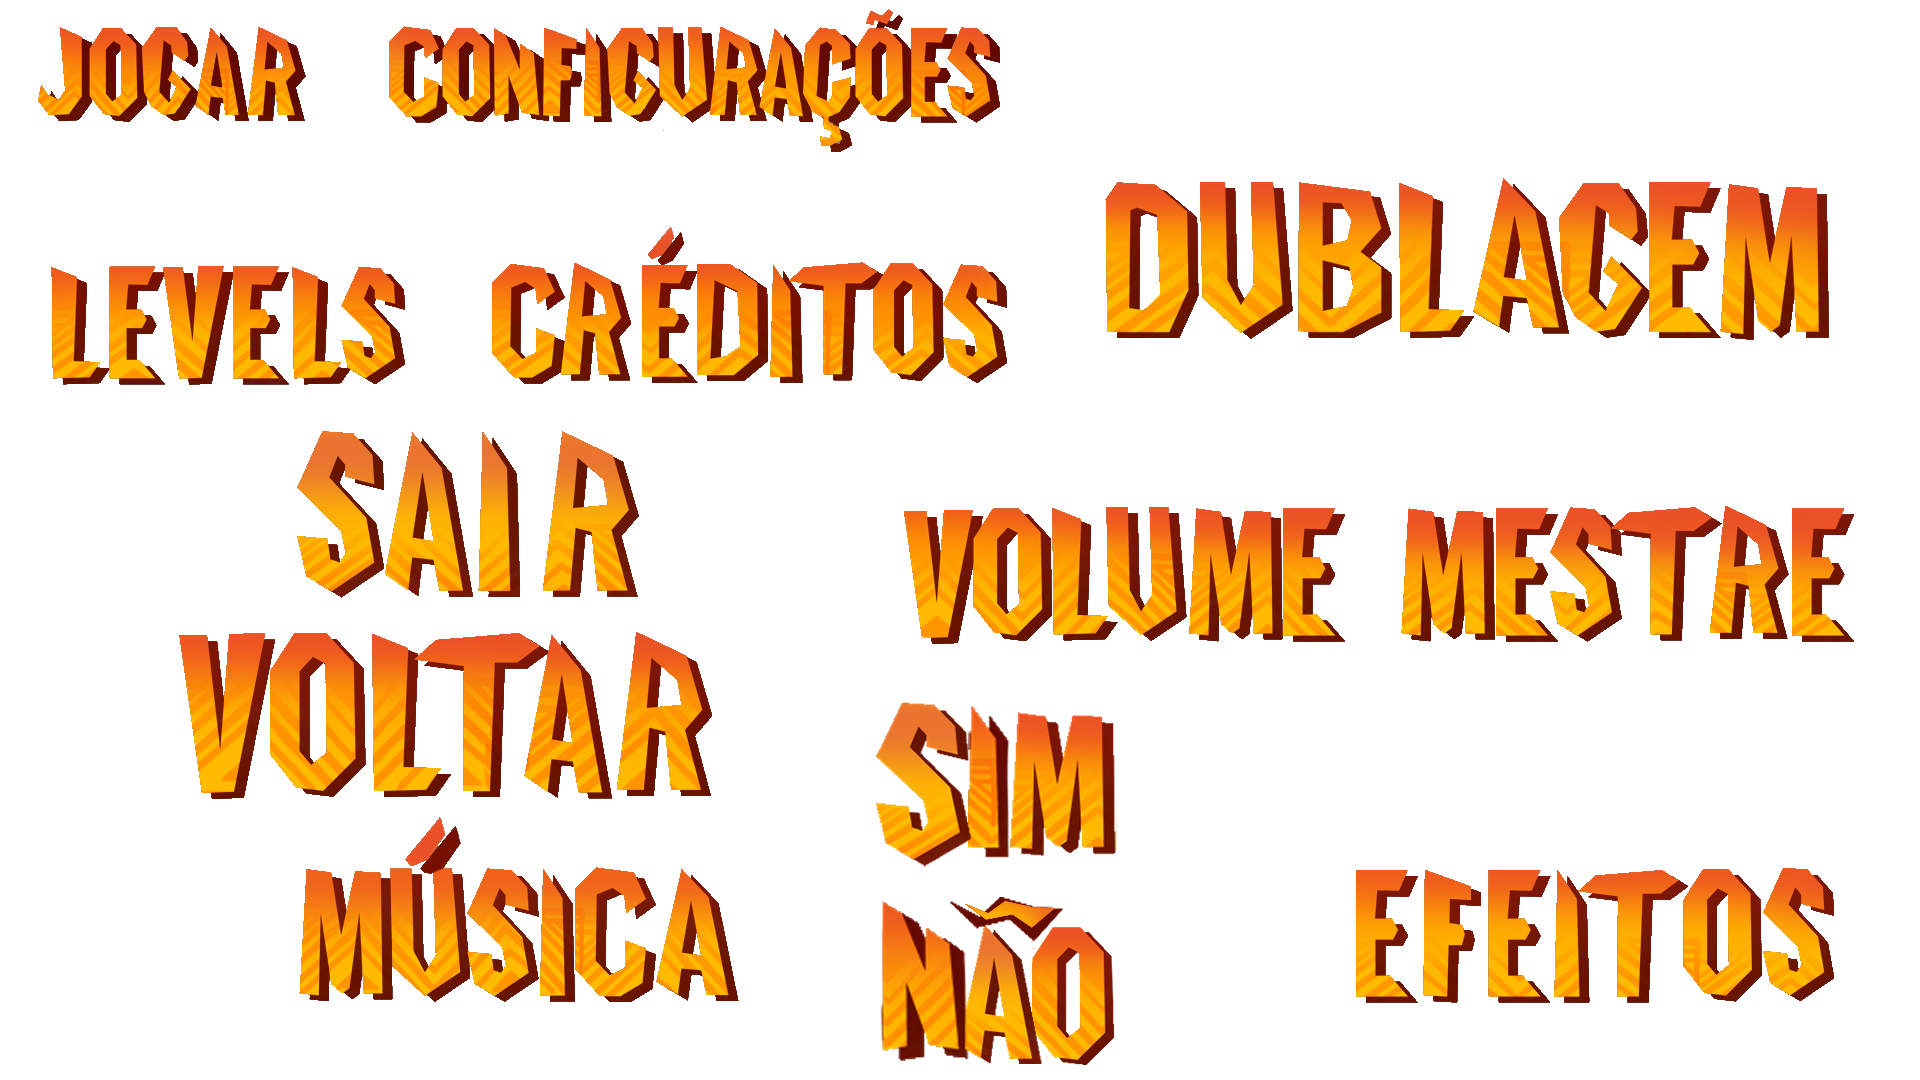 JOGAR CONFIGURAÇÕES
DUBLAGEM
LEVELS CRÉDITOS
SAIR
VOLUME MESTRE
VOLTAR
SIM
MÚSICA
NÃO
EFEITOS